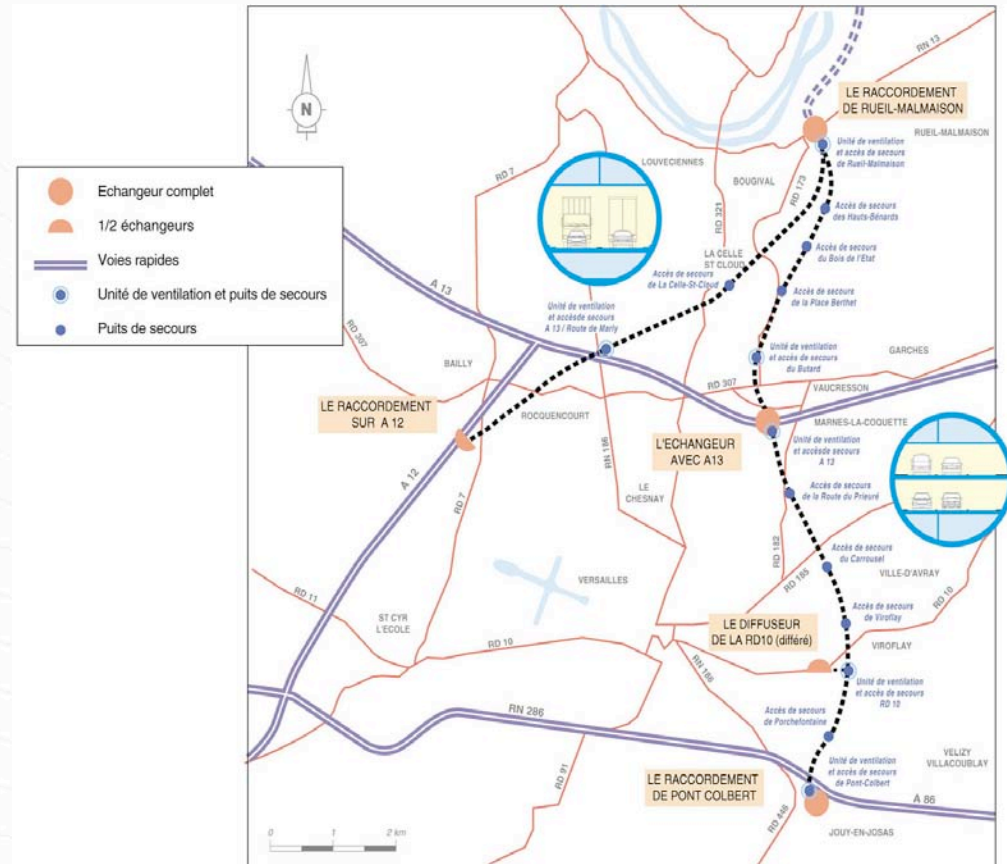 N
Echangeur complet
1/2 échangeurs
Voies rapides
Unité de ventilation et puits de secours
Puits de secours
RN 13
LE RACCORDEMENT
DE RUEIL-MALMAISON
RUEIL-MALMAISON
Unité de ventilation
et accès de secours
de Rueil-Malmaison
LOUVECIENNES
RD 7
BOUGIVAL
RD 173
RD 321
Accès de secours
des Hauts-Bénards
LA CELLE
ST CLOUD
Accès de secours
du Bois de l'Etat
Accès de secours
de La Celle-St-Cloud
Accès de secours
de la Place Berthet
A 13
Unité de ventilation
et accèsde secours
A 13 / Route de Marly
RD 307
BAILLY
Unité de ventilation
et accès de secours
du Butard
GARCHES
RD 307
VAUCRESSON
LE RACCORDEMENT
SUR A 12
ROCQUENCOURT
MARNES-LA-COQUETTE
L'ECHANGEUR
AVEC A13
Unité de ventilation
et accèsde secours
A 13
RN 186
A 12
RD 7
LE
CHESNAY
Accès de secours
de la Route du Prieuré
RD 182
Accès de secours
du Carrousel
RD 185
VILLE-D'AVRAY
RD 10
VERSAILLES
RD 11
ST CYR
L'ECOLE
Accès de secours
de Viroflay
LE DIFFUSEUR
DE LA RD10 (différé)
VIROFLAY
RD 10
RN 186
Unité de ventilation
et accès de secours
RD 10
Accès de secours
de Porchefontaine
RN 286
VELIZY
VILLACOUBLAY
Unité de ventilation
et accès de secours
de Pont-Colbert
LE RACCORDEMENT
DE PONT COLBERT
RD 91
A 86
RD 446
JOUY-EN-JOSAS
0 1 2 km